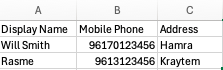 A B C
Display Name Mobile Phone Address
Will Smith 96170123456 Hamra
Rasme 9613123456 Kraytem